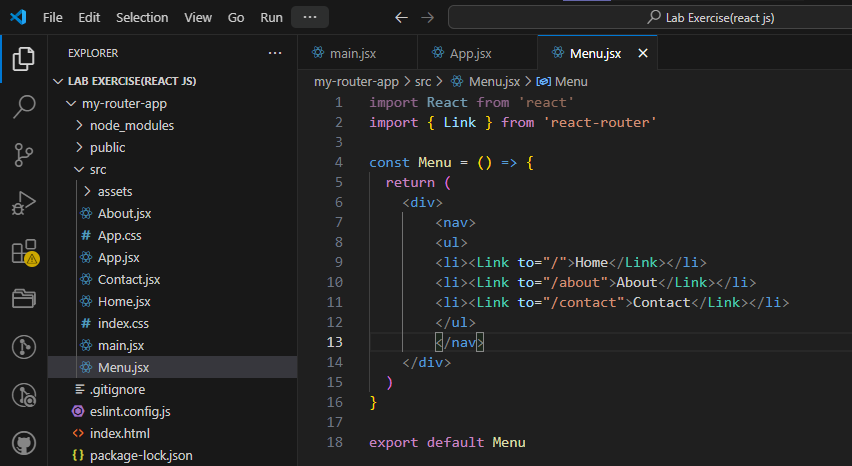 File Edit Selection View Go Run ··· Lab Exercise(react js)
EXPLORER ···
LAB EXERCISE(REACT JS)
my-router-app
node_modules
public
src
assets
About.jsx
# App.css
App.jsx
Contact.jsx
Home.jsx
# index.css
main.jsx
Menu.jsx
.gitignore
eslint.config.js
<> index.html
{} package-lock.json
main.jsx App.jsx Menu.jsx ×
my-router-app > src > Menu.jsx > Menu
1 import React from 'react'
2 import { Link } from 'react-router'
3
4 const Menu = () => {
5 return (
6 <div>
7 <nav>
8 <ul>
9 <li><Link to="/">Home</Link></li>
10 <li><Link to="/about">About</Link></li>
11 <li><Link to="/contact">Contact</Link></li>
12 </ul>
13 </nav>
14 </div>
15 )
16 }
17
18 export default Menu